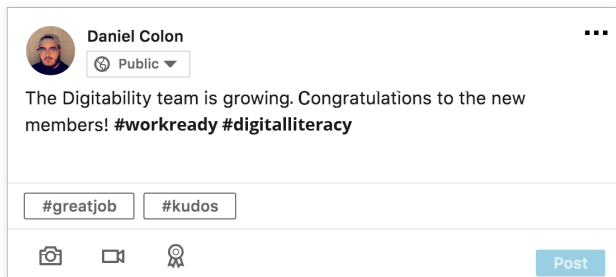 Daniel Colon
Public
The Digitability team is growing. Congratulations to the new
members! #workready #digitalliteracy
#greatjob #kudos
Post